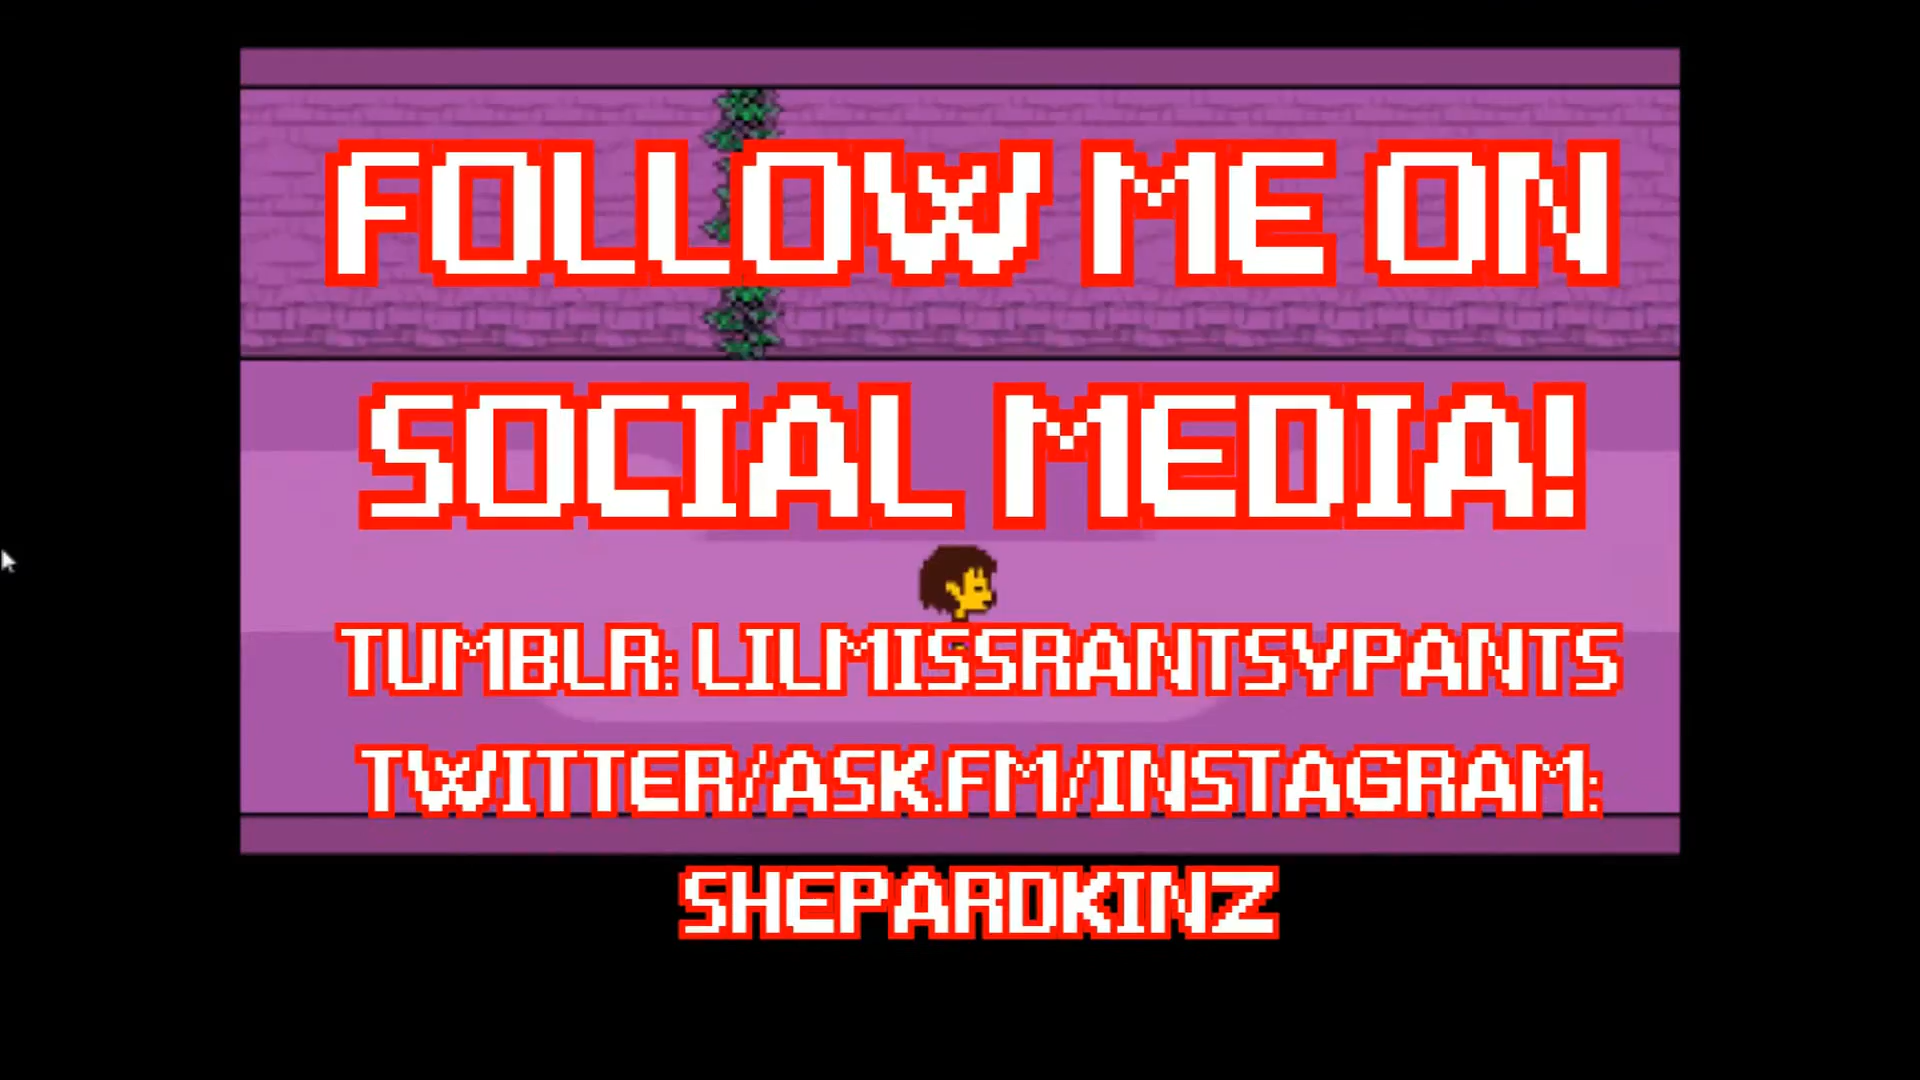 FOLLOW ME ON
SOCIAL MEDIA!
TUMBLR: LILMISSRANTSYPANTS
TWITTER/ASK.FM/INSTAGRAM:
SHEPARDKINZ